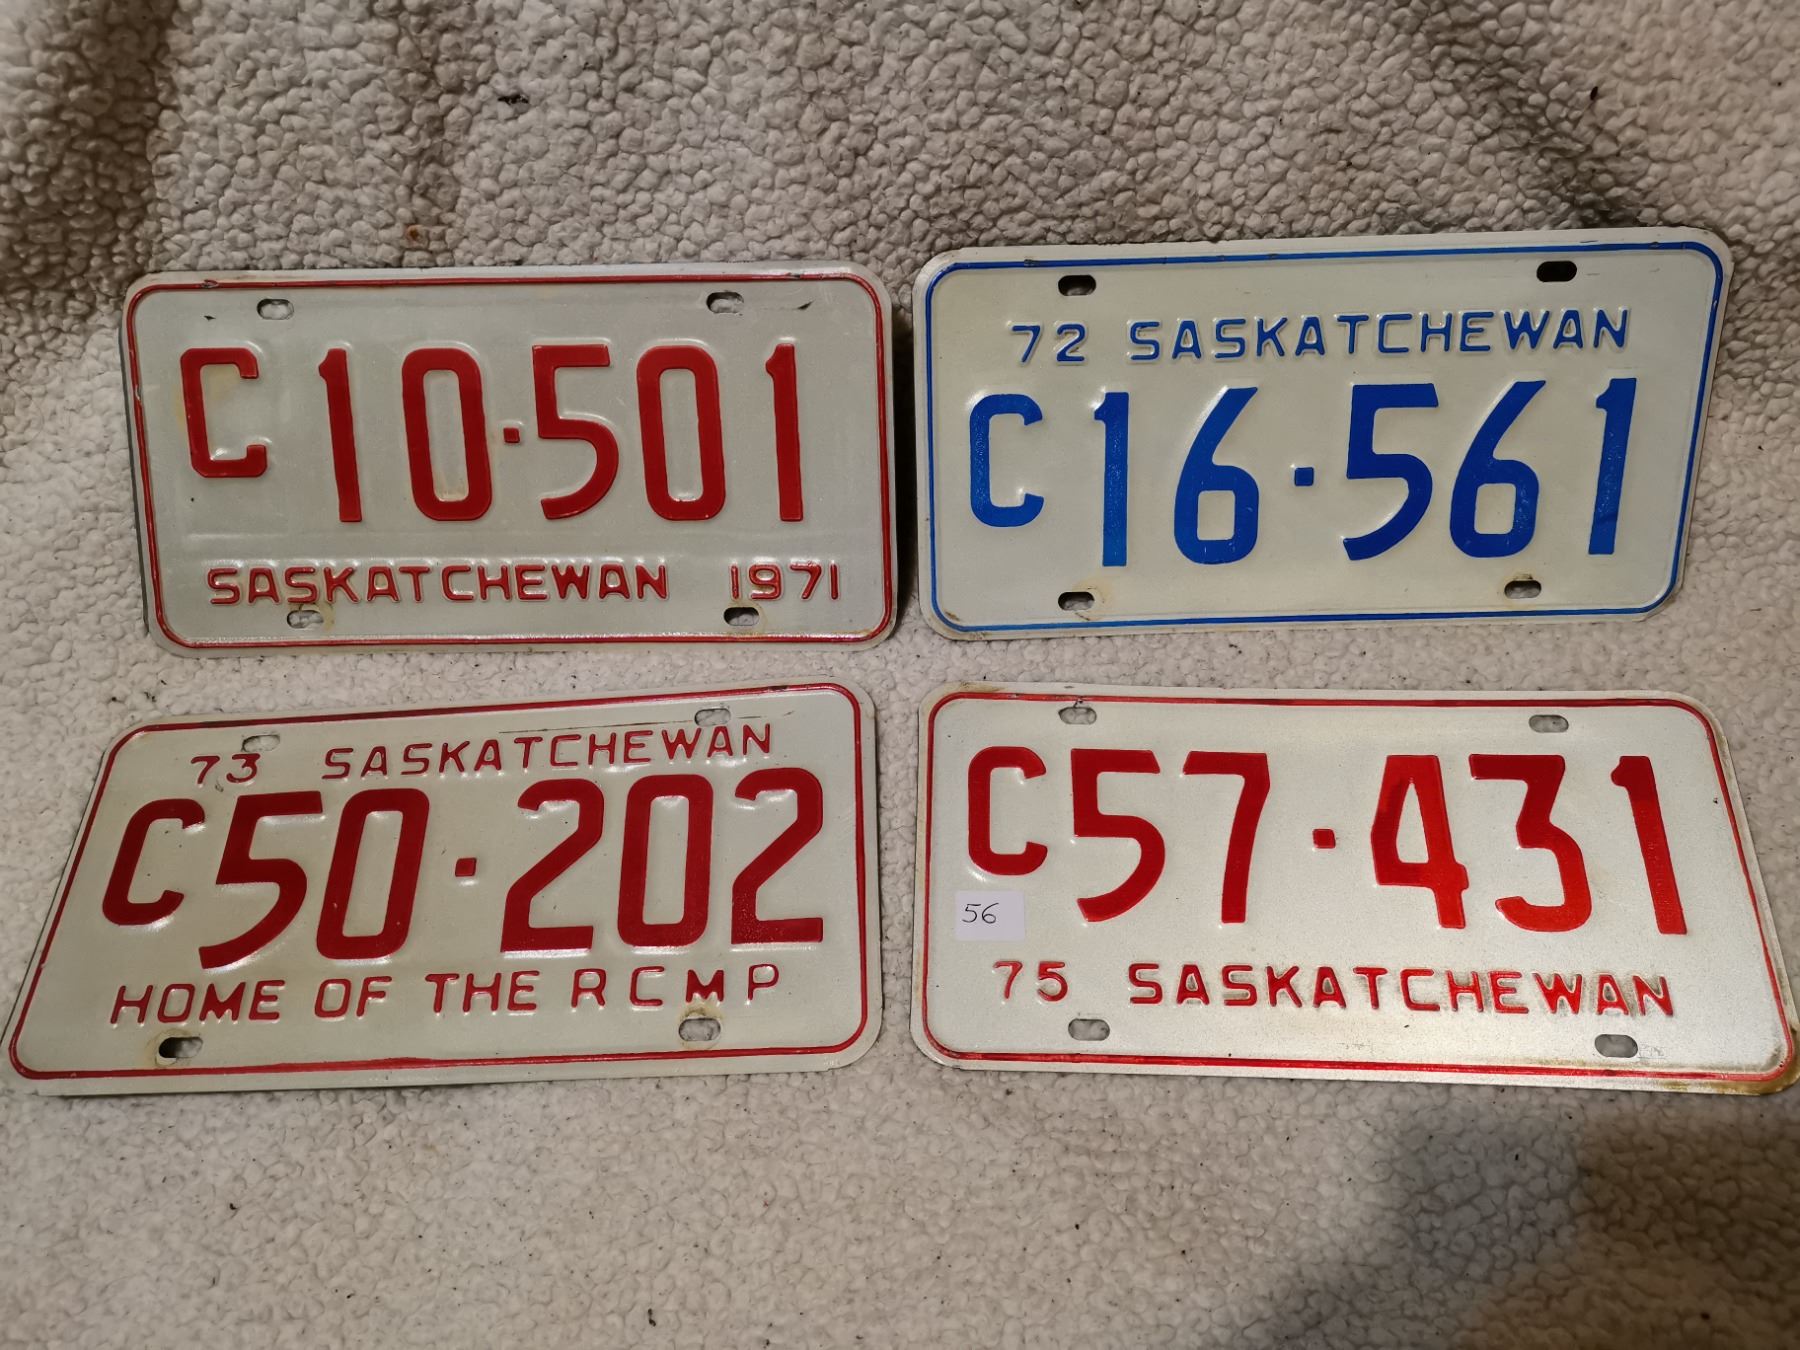 C10·501
SASKATCHEWAN 1971
72 SASKATCHEWAN
C16·561
73 SASKATCHEWAN
C50·202
HOME OF THE RCMP
C57·431
56
75 SASKATCHEWAN